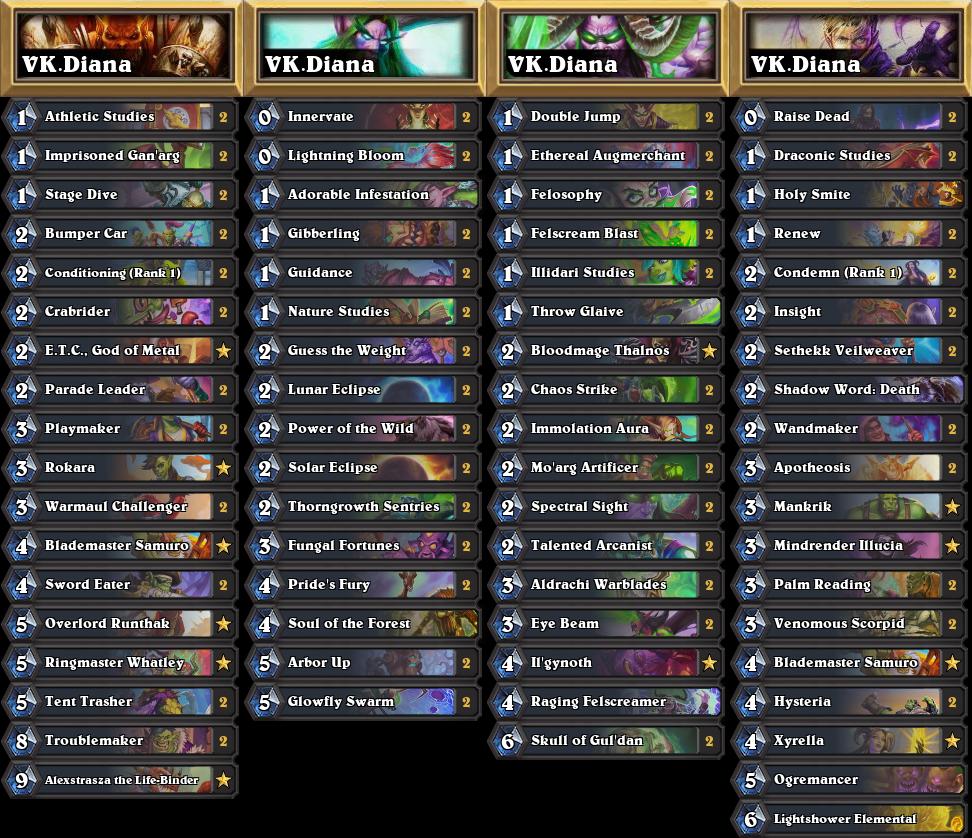 VK.Diana
1 Athletic Studies 2
1 Imprisoned Gan'arg 2
1 Stage Dive 2
2 Bumper Car 2
2 Conditioning (Rank 1) 2
2 Crabrider 2
2 E.T.C., God of Metal
2 Parade Leader 2
3 Playmaker 2
3 Rokara
3 Warmaul Challenger
4 Blademaster Samuro
4 Sword Eater 2
5 Overlord Runthak
5 Ringmaster Whatley
5 Tent Trasher 2
8 Troublemaker 2
9 Alexstrasza the Life-Binder
VK.Diana
0 Innervate 2
0 Lightning Bloom 2
1 Adorable Infestation
1 Gibberling 2
1 Guidance 2
1 Nature Studies 2
2 Guess the Weight 2
2 Lunar Eclipse 2
2 Power of the Wild 2
2 Solar Eclipse 2
2 Thorngrowth Sentries 2
3 Fungal Fortunes 2
4 Pride's Fury 2
4 Soul of the Forest
5 Arbor Up 2
5 Glowfly Swarm 2
VK.Diana
1 Double Jump 2
1 Ethereal Augmerchant 2
1 Felosophy 2
1 Felscream Blast 2
1 Illidari Studies 2
1 Throw Glaive
2 Bloodmage Thalnos
2 Chaos Strike 2
2 Immolation Aura 2
2 Mo'arg Artificer 2
2 Spectral Sight 2
2 Talented Arcanist 2
3 Aldrachi Warblades 2
3 Eye Beam 2
4 Il'gynoth
4 Raging Felscreamer
6 Skull of Gul'dan 2
VK.Diana
0 Raise Dead 2
1 Draconic Studies 2
1 Holy Smite
1 Renew 2
2 Condemn (Rank 1) 2
2 Insight 2
2 Sethekk Veilweaver 2
2 Shadow Word: Death
2 Wandmaker 2
3 Apotheosis 2
3 Mankrik
3 Mindrender Illucia
3 Palm Reading 2
3 Venomous Scorpid 2
4 Blademaster Samuro
4 Hysteria 2
4 Xyrella
5 Ogremancer
6 Lightshower Elemental